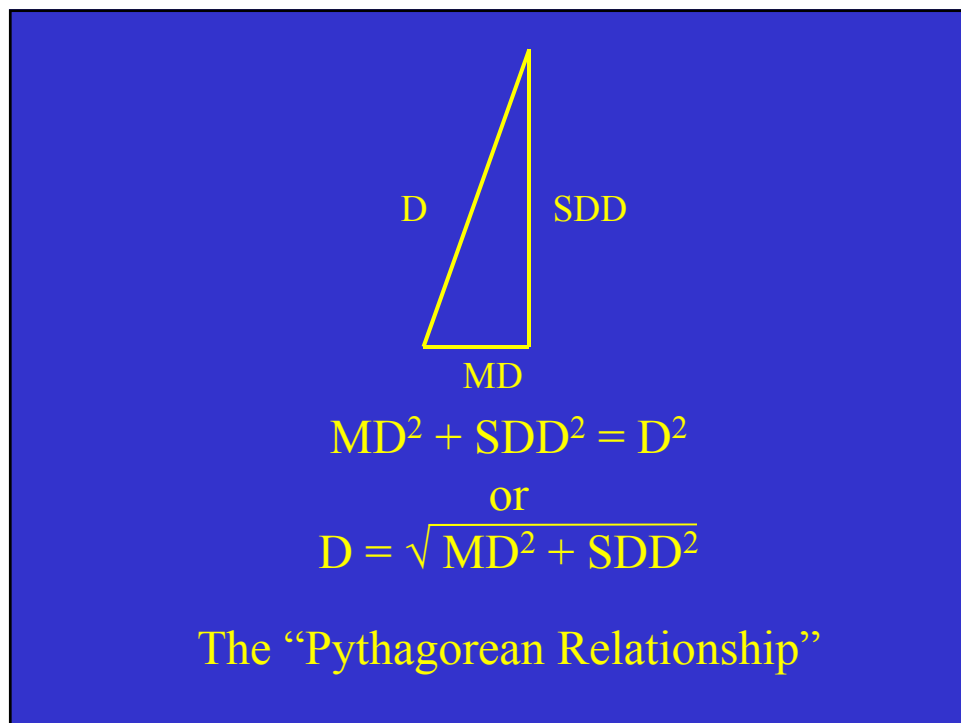 D SDD
MD
MD² + SDD² = D²
or
D = √ MD² + SDD²
The “Pythagorean Relationship”